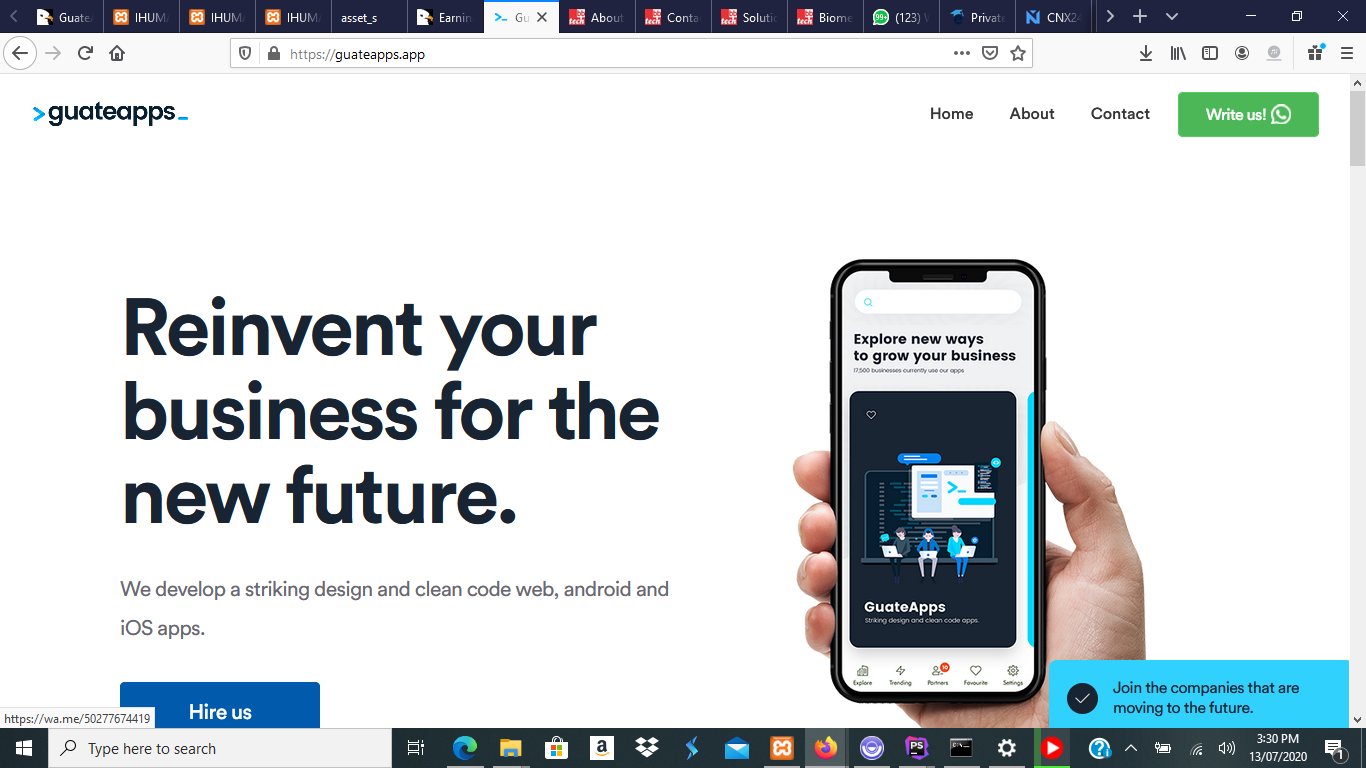 Guate
IHUM
IHUM
IHUM
asset_s
Earnin
Gu
About
Conta
Soluti
Biome
99+
(123)
Private
CNX24
https://guateapps.app
>guateapps_
Home
About
Contact
Write us!
Reinvent your
business for the
new future.
We develop a striking design and clean code web, android and
iOS apps.
Hire us
Explore new ways
to grow your business
17,500 businesses currently use our apps
>_
GuateApps
Striking design and clean code apps.
10
Explore
Trending
Partners
Favourite
Settings
Join the companies that are
moving to the future.
https://wa.me/50277674419
Type here to search
PS
3:30 PM
13/07/2020
1